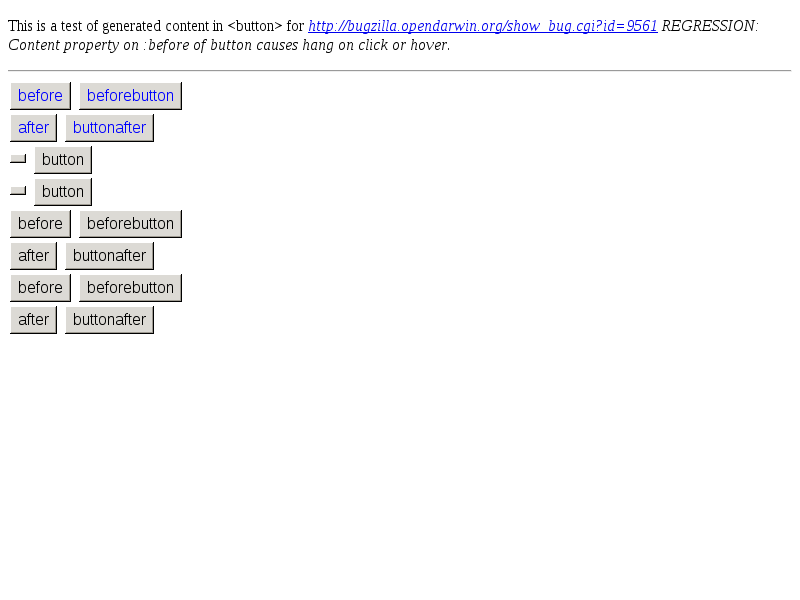 This is a test of generated content in <button> for http://bugzilla.opendarwin.org/show_bug.cgi?id=9561 REGRESSION:
Content property on :before of button causes hang on click or hover.
before beforebutton
after buttonafter
button
button
before beforebutton
after buttonafter
before beforebutton
after buttonafter